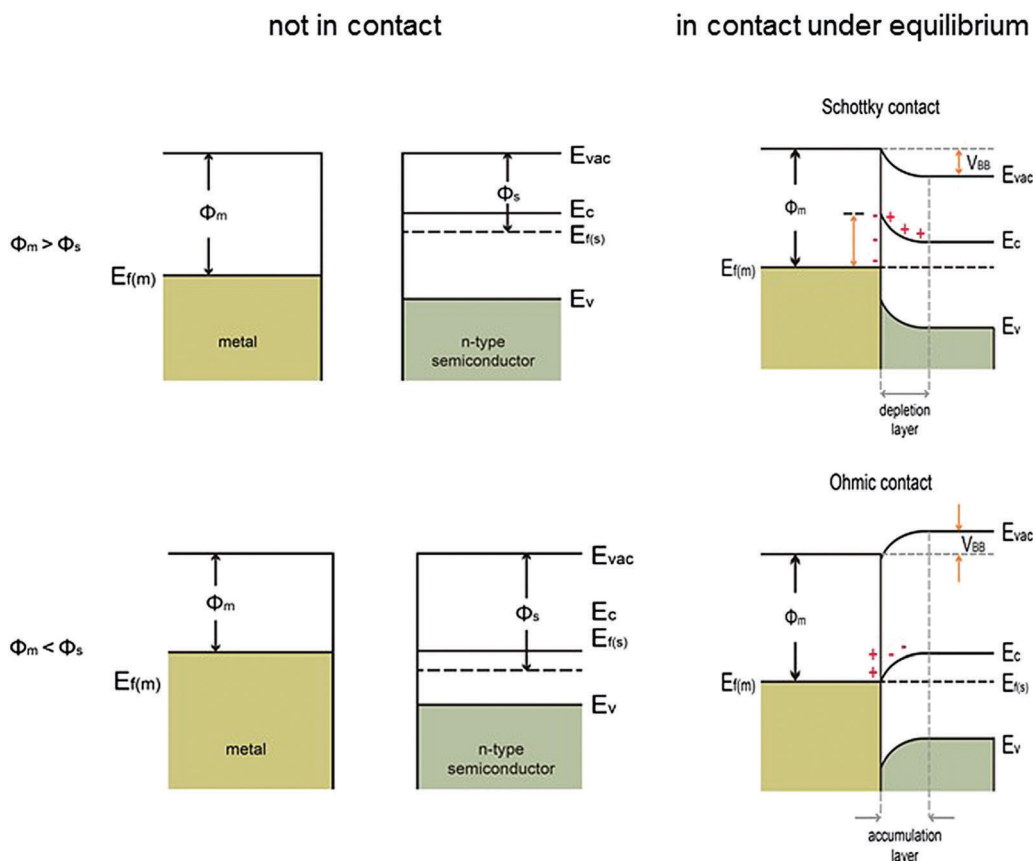 not in contact
in contact under equilibrium
Φm > Φs
Φm
Ef(m)
metal
Φs
Evac
Ec
Ef(s)
Ev
n-type
semiconductor
Schottky contact
VBB
Evac
Φm
Ec
Ef(m)
Ev
- + + +
-
-
depletion
layer
Φm < Φs
Φm
Ef(m)
metal
Evac
Φs
Ec
Ef(s)
Ev
n-type
semiconductor
Ohmic contact
Evac
VBB
Φm
+ - -
+
Ec
Ef(m)
Ef(s)
Ev
accumulation
layer